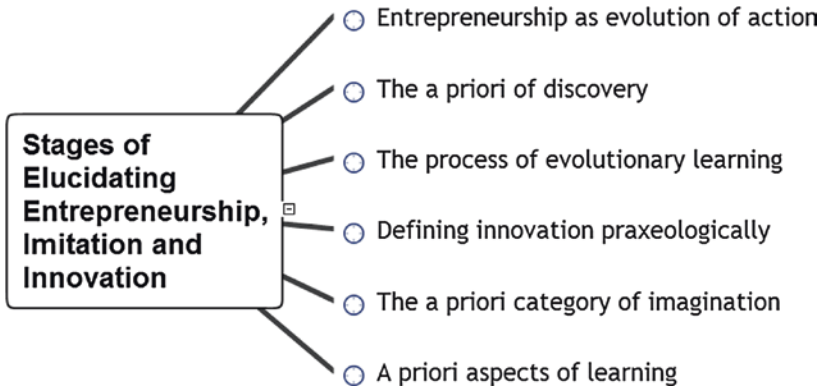 Stages of
Elucidating
Entrepreneurship,
Imitation and
Innovation
Entrepreneurship as evolution of action
The a priori of discovery
The process of evolutionary learning
Defining innovation praxeologically
The a priori category of imagination
A priori aspects of learning